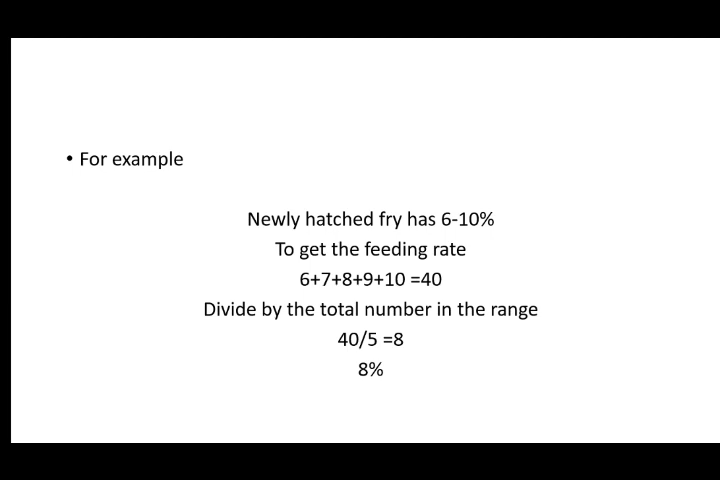 • For example
Newly hatched fry has 6-10%
To get the feeding rate
6+7+8+9+10 =40
Divide by the total number in the range
40/5 =8
8%